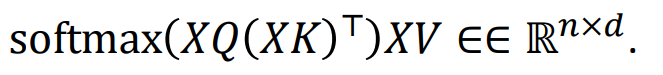 softmax(XQ(XK)^⊤)XV ∈∈ ℝ^{n×d}.